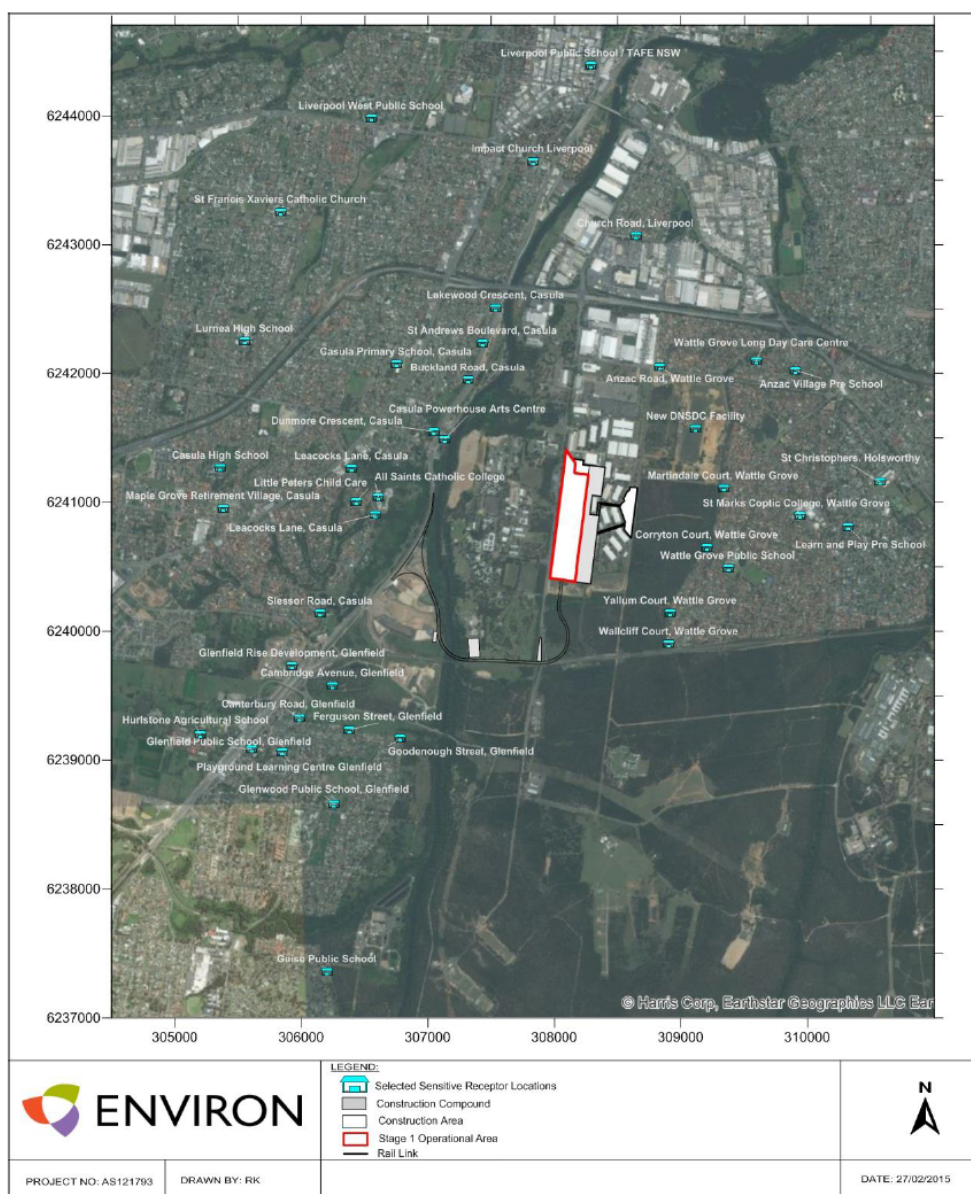 Liverpool Public School / TAFE NSW
6244000
Liverpool West Public School
Impact Church Liverpool
St Francis Xaviers Catholic Church
Church Road, Liverpool
6243000
Lakewood Crescent, Casula
Lurnea High School
St Andrews Boulevard, Casula
Wattle Grove Long Day Care Centre
Casula Primary School, Casula
6242000
Buckland Road, Casula
Anzac Road, Wattle Grove
Anzac Village Pre School
Casula Powerhouse Arts Centre
New DNSDC Facility
Dunmore Crescent, Casula
Casula High School
Leacocks Lane, Casula
St Christophers. Holsworthy
Little Peters Child Care
All Saints Catholic College
Martindale Court, Wattle Grove
6241000
Maple Grove Retirement Village, Casula
St Marks Coptic College, Wattle Grove
Leacocks Lane, Casula
Corryton Court, Wattle Grove
Learn and Play Pre School
Wattle Grove Public School
Slessor Road, Casula
Yallum Court, Wattle Grove
6240000
Wallcliff Court, Wattle Grove
Glenfield Rise Development, Glenfield
Cambridge Avenue, Glenfield
Canterbury Road, Glenfield
Hurlstone Agricultural School
Ferguson Street, Glenfield
Glenfield Public School, Glenfield
Goodenough Street, Glenfield
6239000
Playground Learning Centre Glenfield
Glenwood Public School, Glenfield
6238000
Guise Public School
© Harris Corp, Earthstar Geographics LLC Ear
6237000
305000 306000 307000 308000 309000 310000
ENVIRON
LEGEND:
Selected Sensitive Receptor Locations
Construction Compound
Construction Area
Stage 1 Operational Area
Rail Link
N
PROJECT NO: AS121793
DRAWN BY: RK
DATE: 27/02/2015